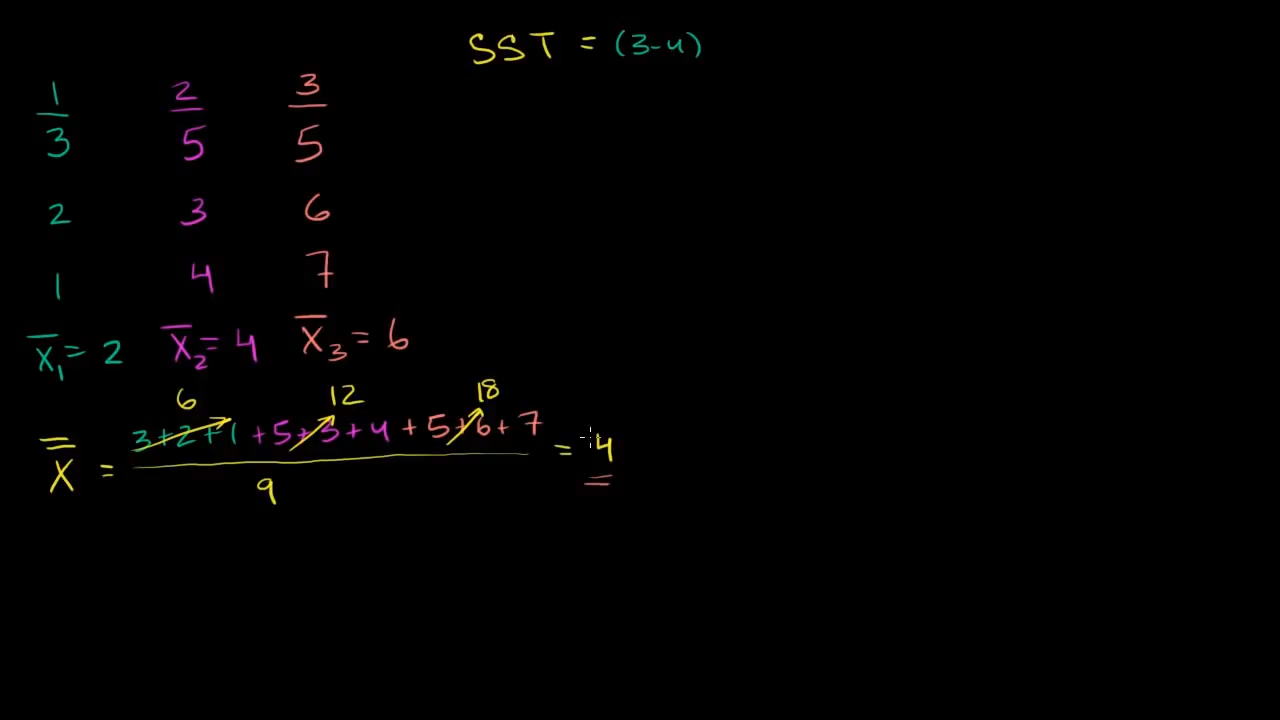 SST = (3-4)
1 2 3
3 5 5
2 3 6
1 4 7
x̄₁ = 2 x̄₂ = 4 x̄₃ = 6
6 12 18
3+2+1 +5+3+4 +5+6+7
x̿ = = 4
9